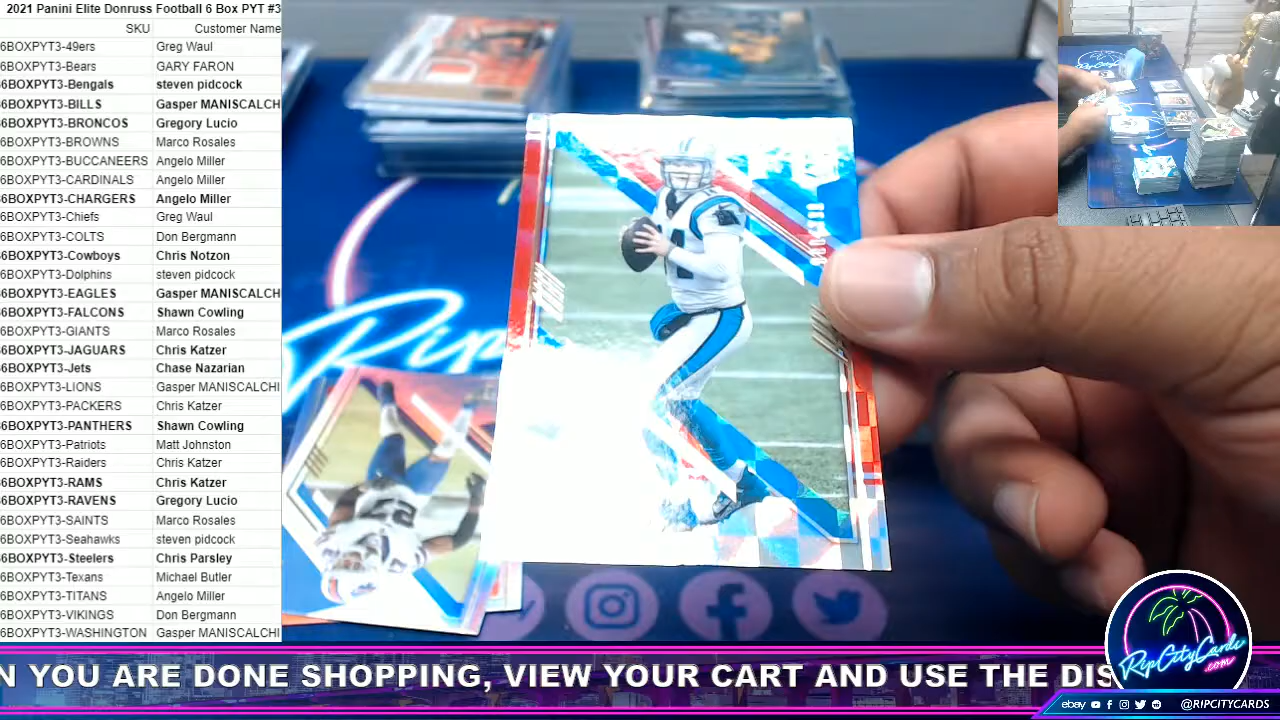 2021 Panini Elite Donruss Football 6 Box PYT #3
SKU Customer Name
6BOXPYT3-49ers Greg Waul
6BOXPYT3-Bears GARY FARON
6BOXPYT3-Bengals steven pidcock
6BOXPYT3-BILLS Gasper MANISCALCH
6BOXPYT3-BRONCOS Gregory Lucio
6BOXPYT3-BROWNS Marco Rosales
6BOXPYT3-BUCCANEERS Angelo Miller
6BOXPYT3-CARDINALS Angelo Miller
6BOXPYT3-CHARGERS Angelo Miller
6BOXPYT3-Chiefs Greg Waul
6BOXPYT3-COLTS Don Bergmann
6BOXPYT3-Cowboys Chris Notzon
6BOXPYT3-Dolphins steven pidcock
6BOXPYT3-EAGLES Gasper MANISCALCH
6BOXPYT3-FALCONS Shawn Cowling
6BOXPYT3-GIANTS Marco Rosales
6BOXPYT3-JAGUARS Chris Katzer
6BOXPYT3-Jets Chase Nazarian
6BOXPYT3-LIONS Gasper MANISCALCHI
6BOXPYT3-PACKERS Chris Katzer
6BOXPYT3-PANTHERS Shawn Cowling
6BOXPYT3-Patriots Matt Johnston
6BOXPYT3-Raiders Chris Katzer
6BOXPYT3-RAMS Chris Katzer
6BOXPYT3-RAVENS Gregory Lucio
6BOXPYT3-SAINTS Marco Rosales
6BOXPYT3-Seahawks steven pidcock
6BOXPYT3-Steelers Chris Parsley
6BOXPYT3-Texans Michael Butler
6BOXPYT3-TITANS Angelo Miller
6BOXPYT3-VIKINGS Don Bergmann
6BOXPYT3-WASHINGTON Gasper MANISCALCHI
Rip
N YOU ARE DONE SHOPPING, VIEW YOUR CART AND USE THE DIS
RipCityCards
.com
ebay @RIPCITYCARDS